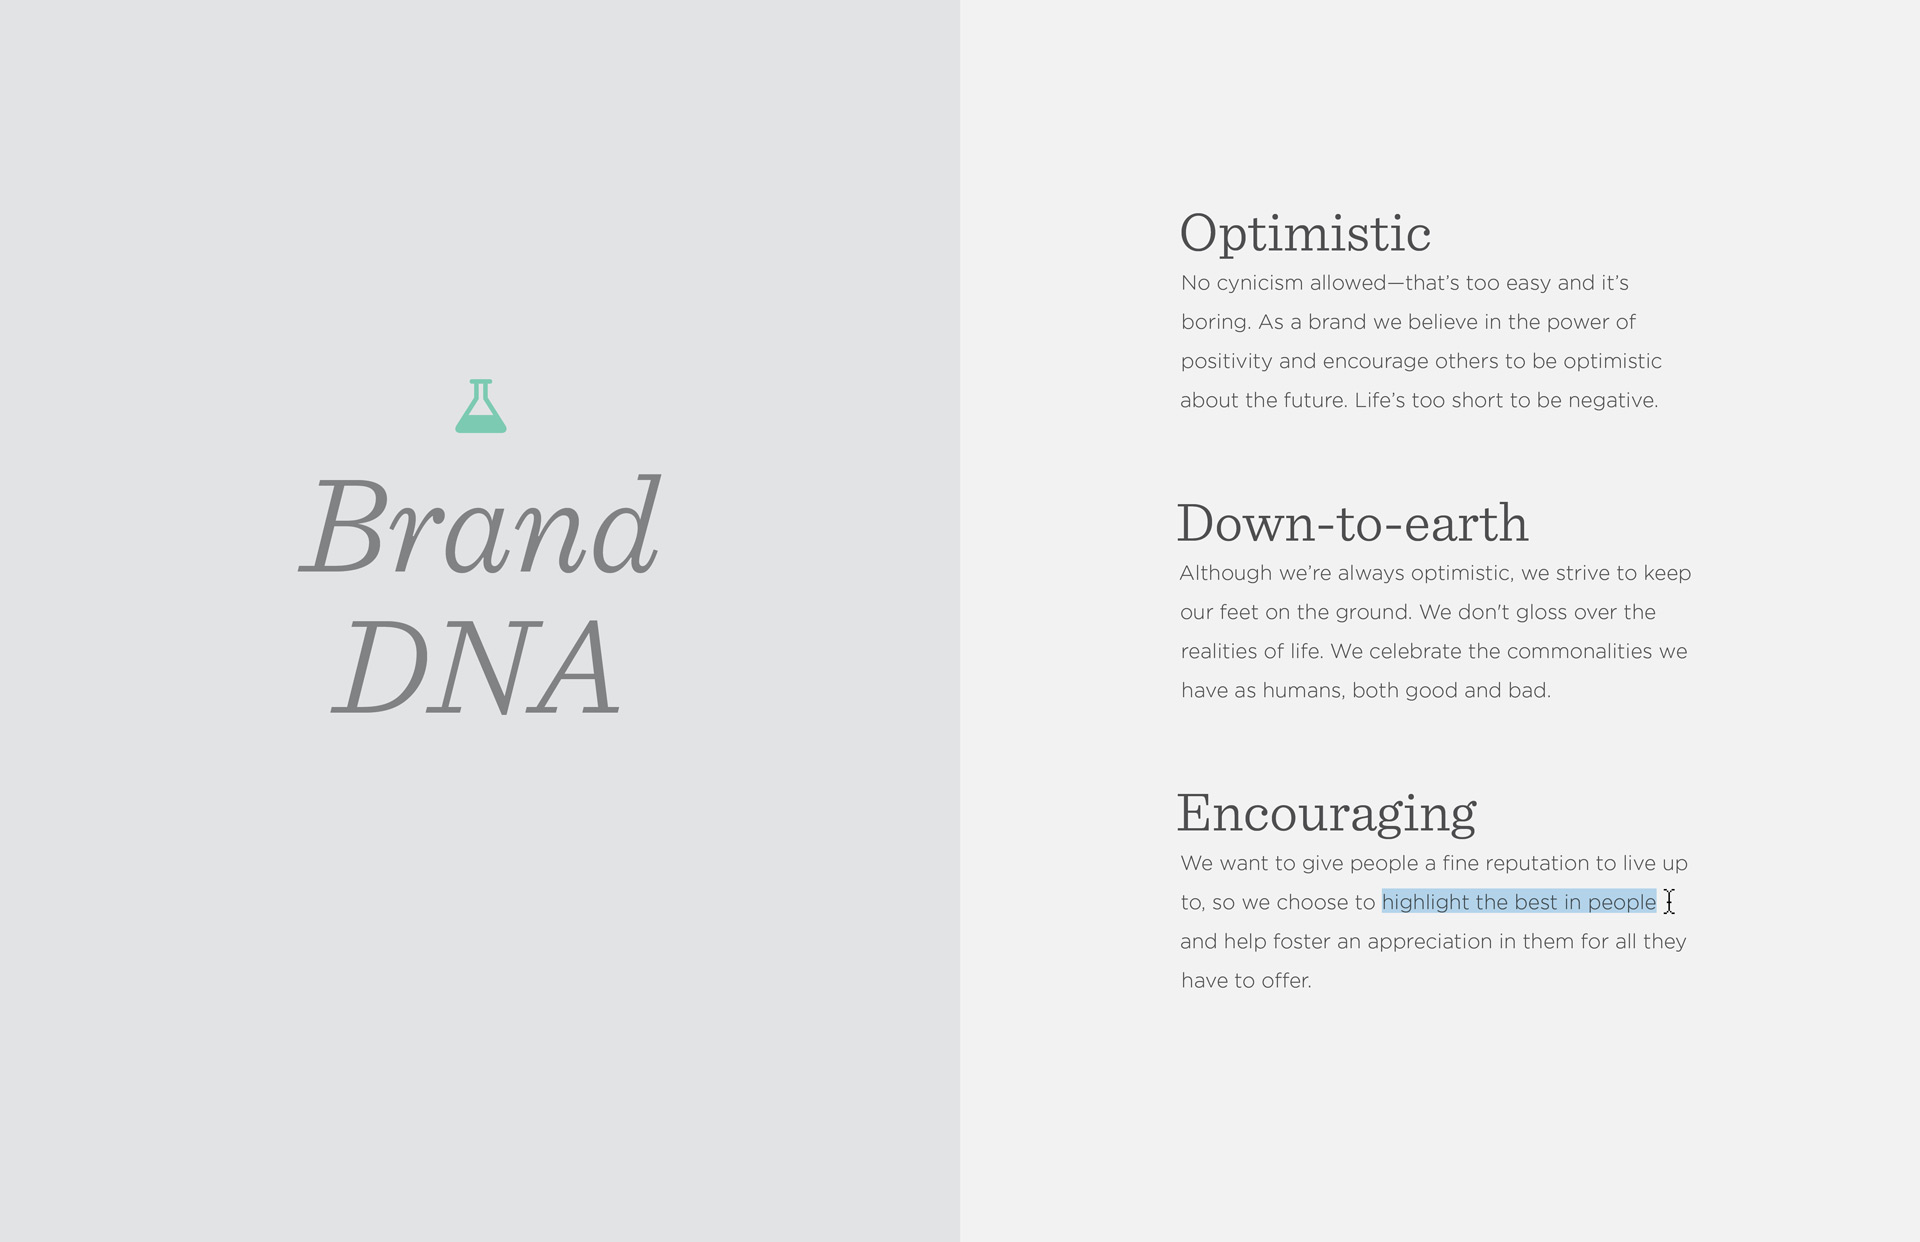 Brand
DNA
Optimistic
No cynicism allowed—that’s too easy and it’s
boring. As a brand we believe in the power of
positivity and encourage others to be optimistic
about the future. Life’s too short to be negative.
Down-to-earth
Although we’re always optimistic, we strive to keep
our feet on the ground. We don't gloss over the
realities of life. We celebrate the commonalities we
have as humans, both good and bad.
Encouraging
We want to give people a fine reputation to live up
to, so we choose to highlight the best in people
and help foster an appreciation in them for all they
have to offer.